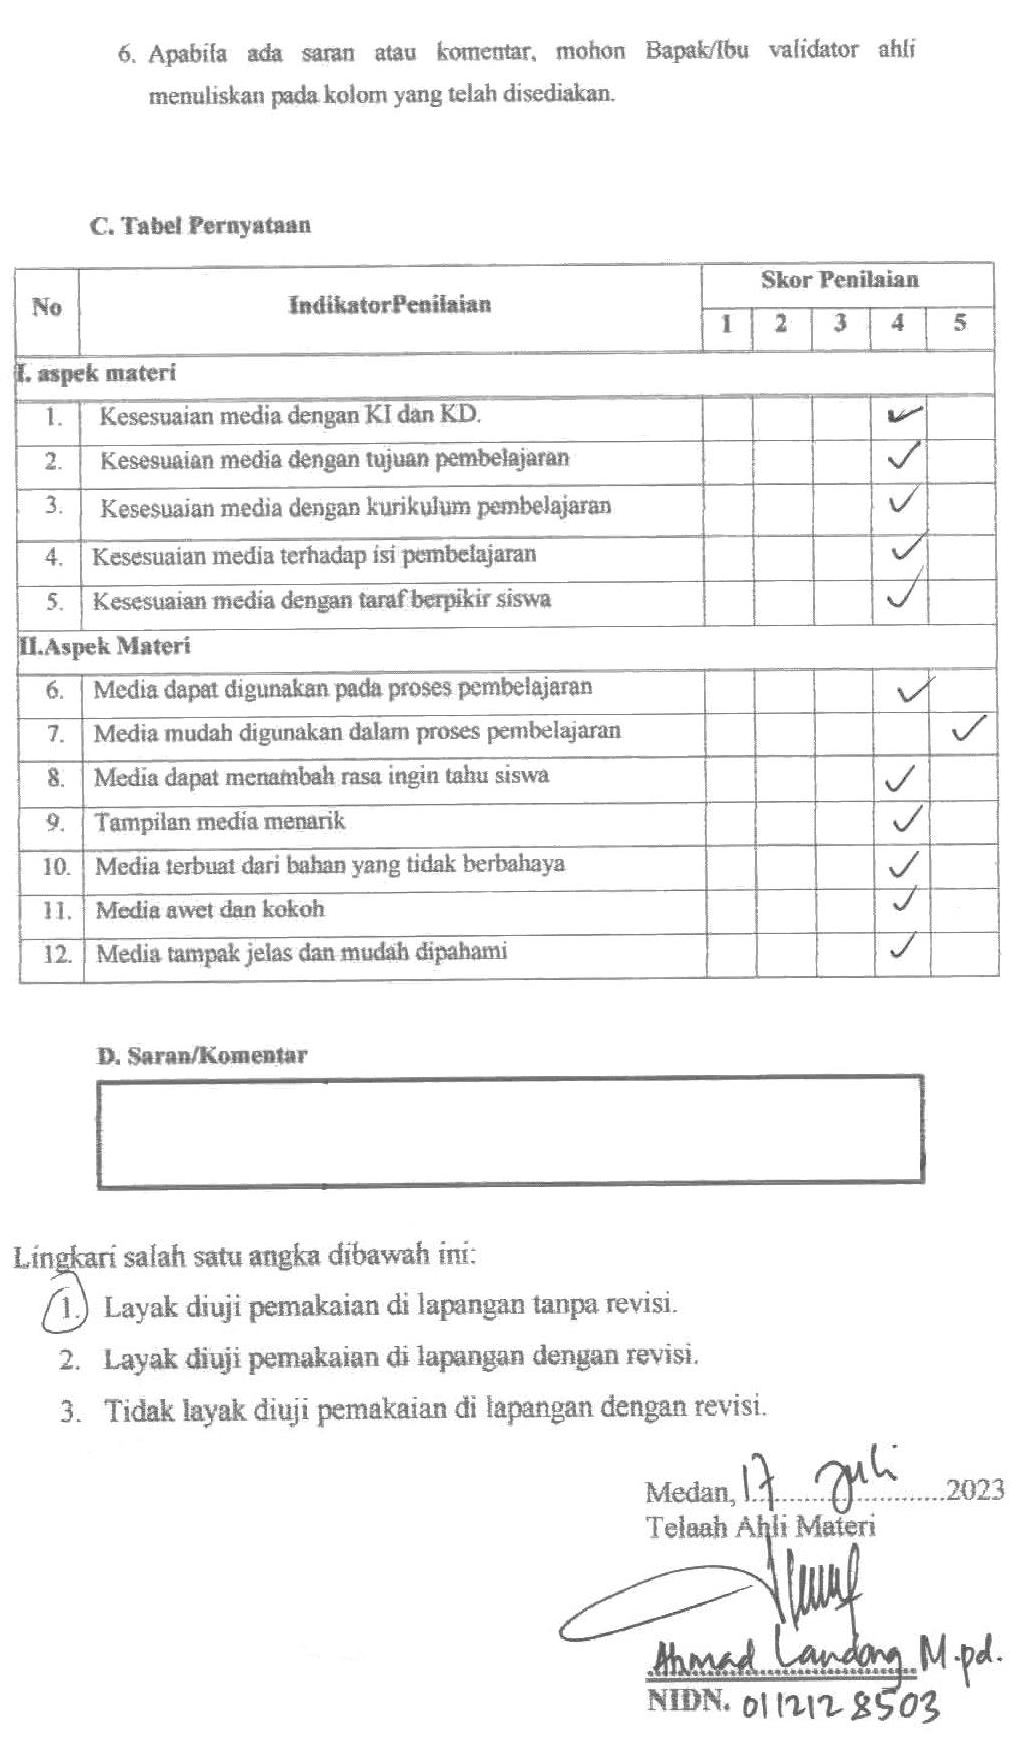 6. Apabila ada saran atau komentar, mohon Bapak/Ibu validator ahli
menuliskan pada kolom yang telah disediakan.
C. Tabel Pernyataan
No IndikatorPenilaian Skor Penilaian
1 2 3 4 5
I. aspek materi
1. Kesesuaian media dengan KI dan KD. ✓
2. Kesesuaian media dengan tujuan pembelajaran ✓
3. Kesesuaian media dengan kurikulum pembelajaran ✓
4. Kesesuaian media terhadap isi pembelajaran ✓
5. Kesesuaian media dengan taraf berpikir siswa ✓
II.Aspek Materi
6. Media dapat digunakan pada proses pembelajaran ✓
7. Media mudah digunakan dalam proses pembelajaran ✓
8. Media dapat menambah rasa ingin tahu siswa ✓
9. Tampilan media menarik ✓
10. Media terbuat dari bahan yang tidak berbahaya ✓
11. Media awet dan kokoh ✓
12. Media tampak jelas dan mudah dipahami ✓
D. Saran/Komentar
Lingkari salah satu angka dibawah ini:
1. Layak diuji pemakaian di lapangan tanpa revisi.
2. Layak diuji pemakaian di lapangan dengan revisi.
3. Tidak layak diuji pemakaian di lapangan dengan revisi.
Medan, 17 Juli 2023
Telaah Ahli Materi
Ahmad Landong M.pd.
NIDN. 0112128503